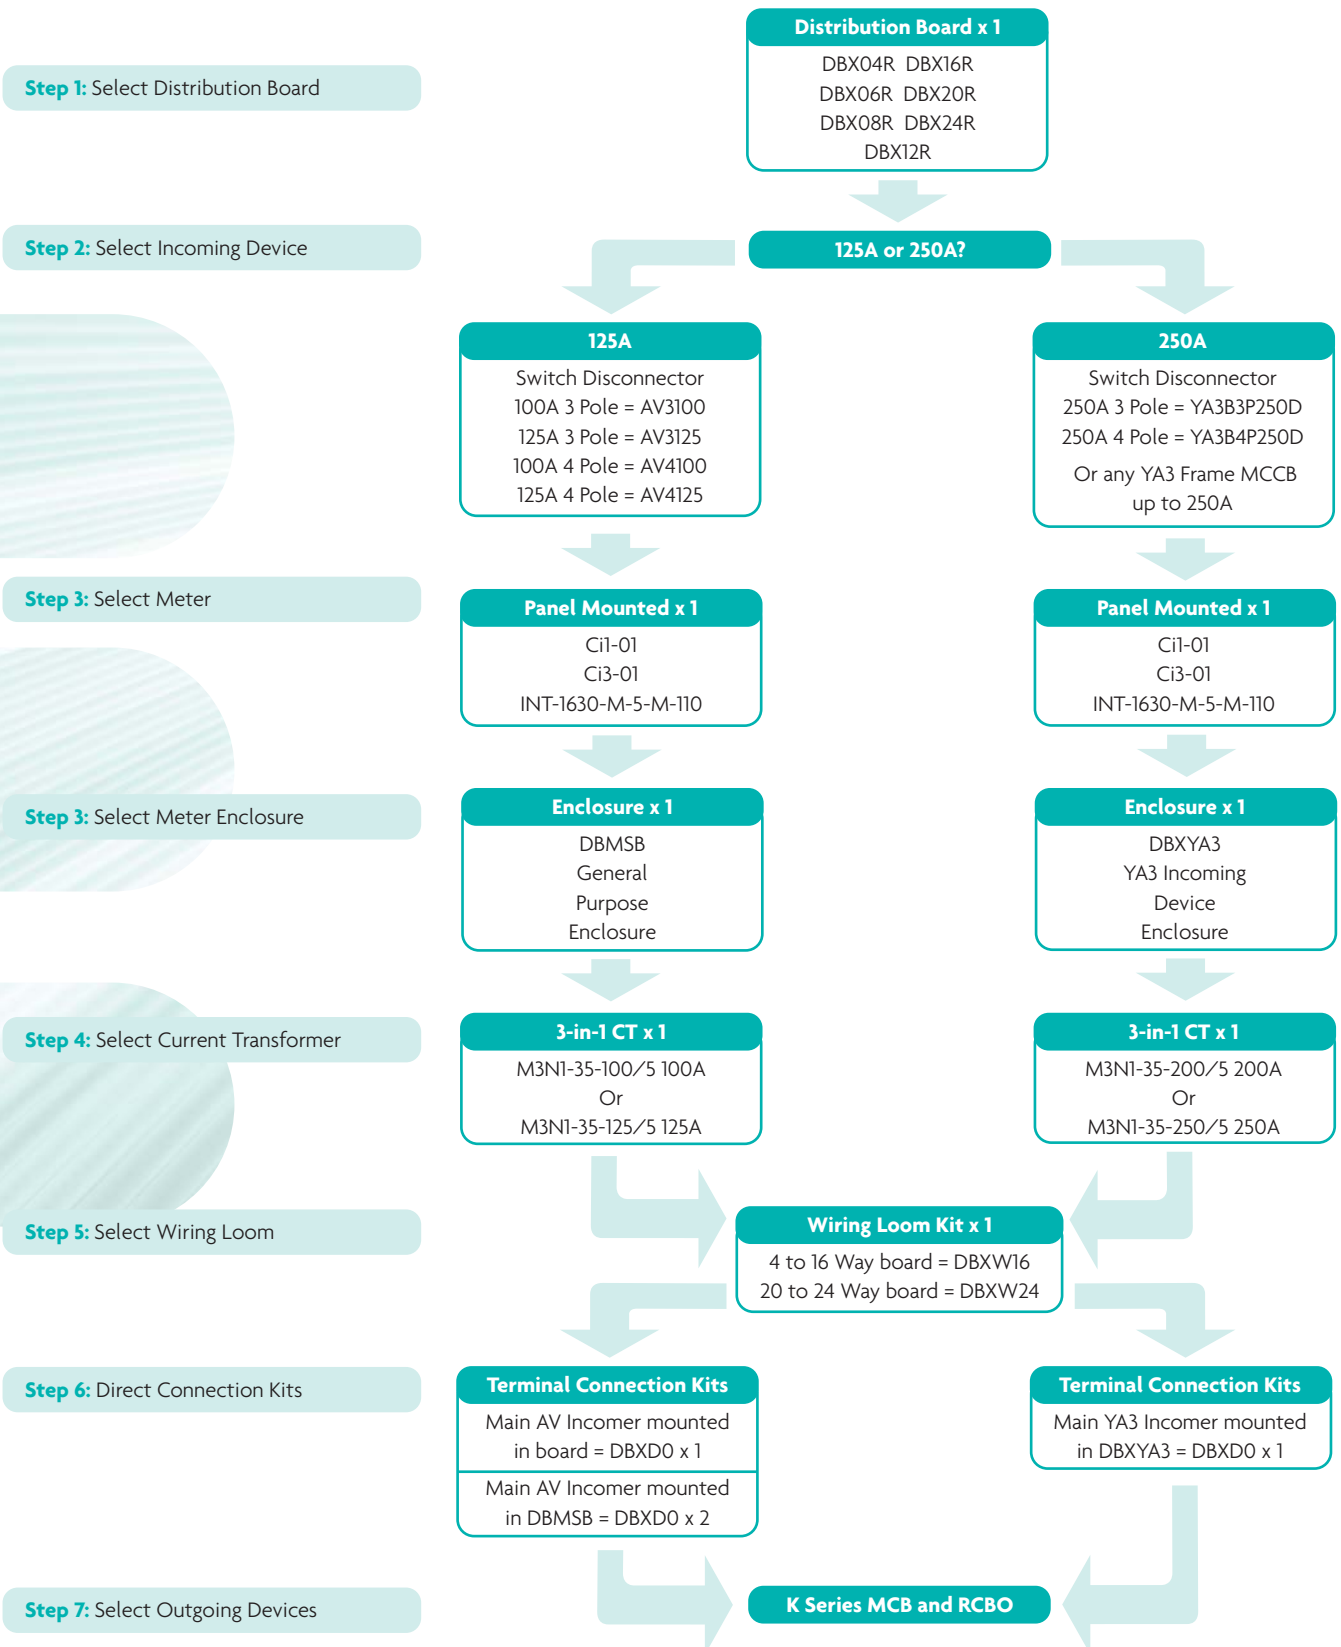 Distribution Board x 1
DBX04R DBX16R
DBX06R DBX20R
DBX08R DBX24R
DBX12R
Step 1: Select Distribution Board
Step 2: Select Incoming Device
125A or 250A?
125A
Switch Disconnector
100A 3 Pole = AV3100
125A 3 Pole = AV3125
100A 4 Pole = AV4100
125A 4 Pole = AV4125
250A
Switch Disconnector
250A 3 Pole = YA3B3P250D
250A 4 Pole = YA3B4P250D
Or any YA3 Frame MCCB
up to 250A
Step 3: Select Meter
Panel Mounted x 1
Ci1-01
Ci3-01
INT-1630-M-5-M-110
Panel Mounted x 1
Ci1-01
Ci3-01
INT-1630-M-5-M-110
Step 3: Select Meter Enclosure
Enclosure x 1
DBMSB
General
Purpose
Enclosure
Enclosure x 1
DBXYA3
YA3 Incoming
Device
Enclosure
Step 4: Select Current Transformer
3-in-1 CT x 1
M3N1-35-100/5 100A
Or
M3N1-35-125/5 125A
3-in-1 CT x 1
M3N1-35-200/5 200A
Or
M3N1-35-250/5 250A
Step 5: Select Wiring Loom
Wiring Loom Kit x 1
4 to 16 Way board = DBXW16
20 to 24 Way board = DBXW24
Step 6: Direct Connection Kits
Terminal Connection Kits
Main AV Incomer mounted
in board = DBXD0 x 1
Main AV Incomer mounted
in DBMSB = DBXD0 x 2
Terminal Connection Kits
Main YA3 Incomer mounted
in DBXYA3 = DBXD0 x 1
Step 7: Select Outgoing Devices
K Series MCB and RCBO